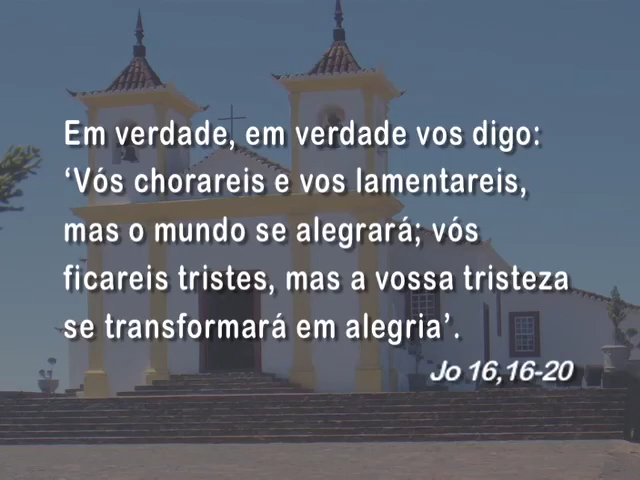 Em verdade, em verdade vos digo:
‘Vós chorareis e vos lamentareis,
mas o mundo se alegrará; vós
ficareis tristes, mas a vossa tristeza
se transformará em alegria’.
Jo 16,16-20